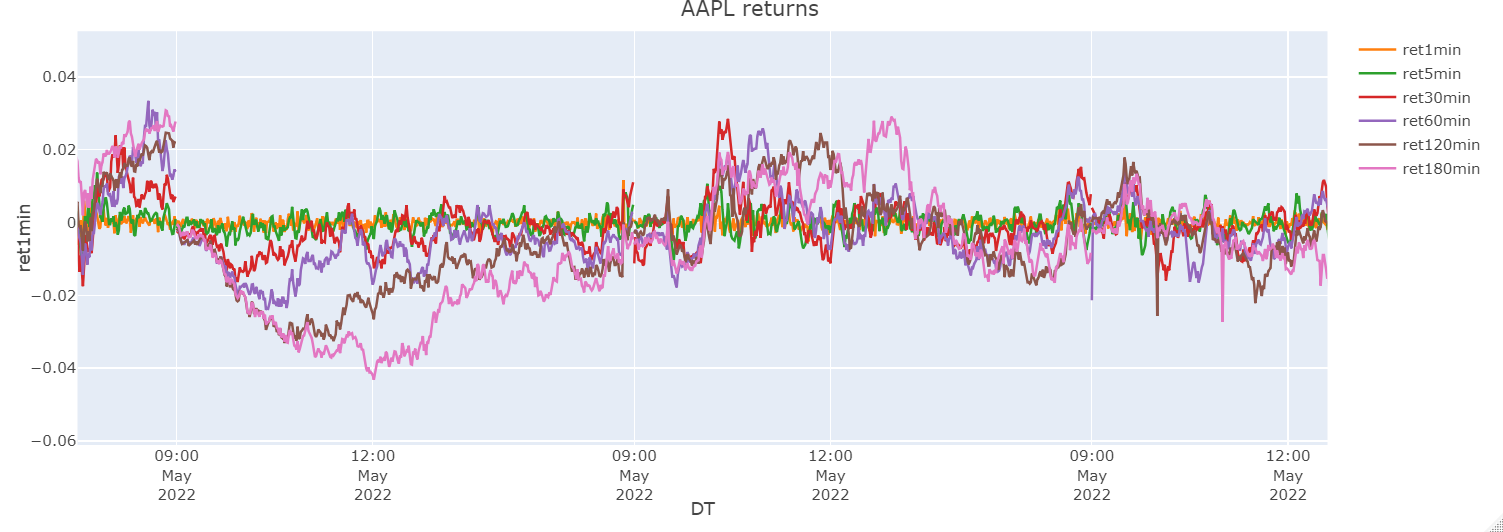 AAPL returns
ret1min
0.04
0.02
0
−0.02
−0.04
−0.06
09:00
May
2022
12:00
May
2022
09:00
May
2022
12:00
May
2022
09:00
May
2022
12:00
May
2022
DT
ret1min
ret5min
ret30min
ret60min
ret120min
ret180min